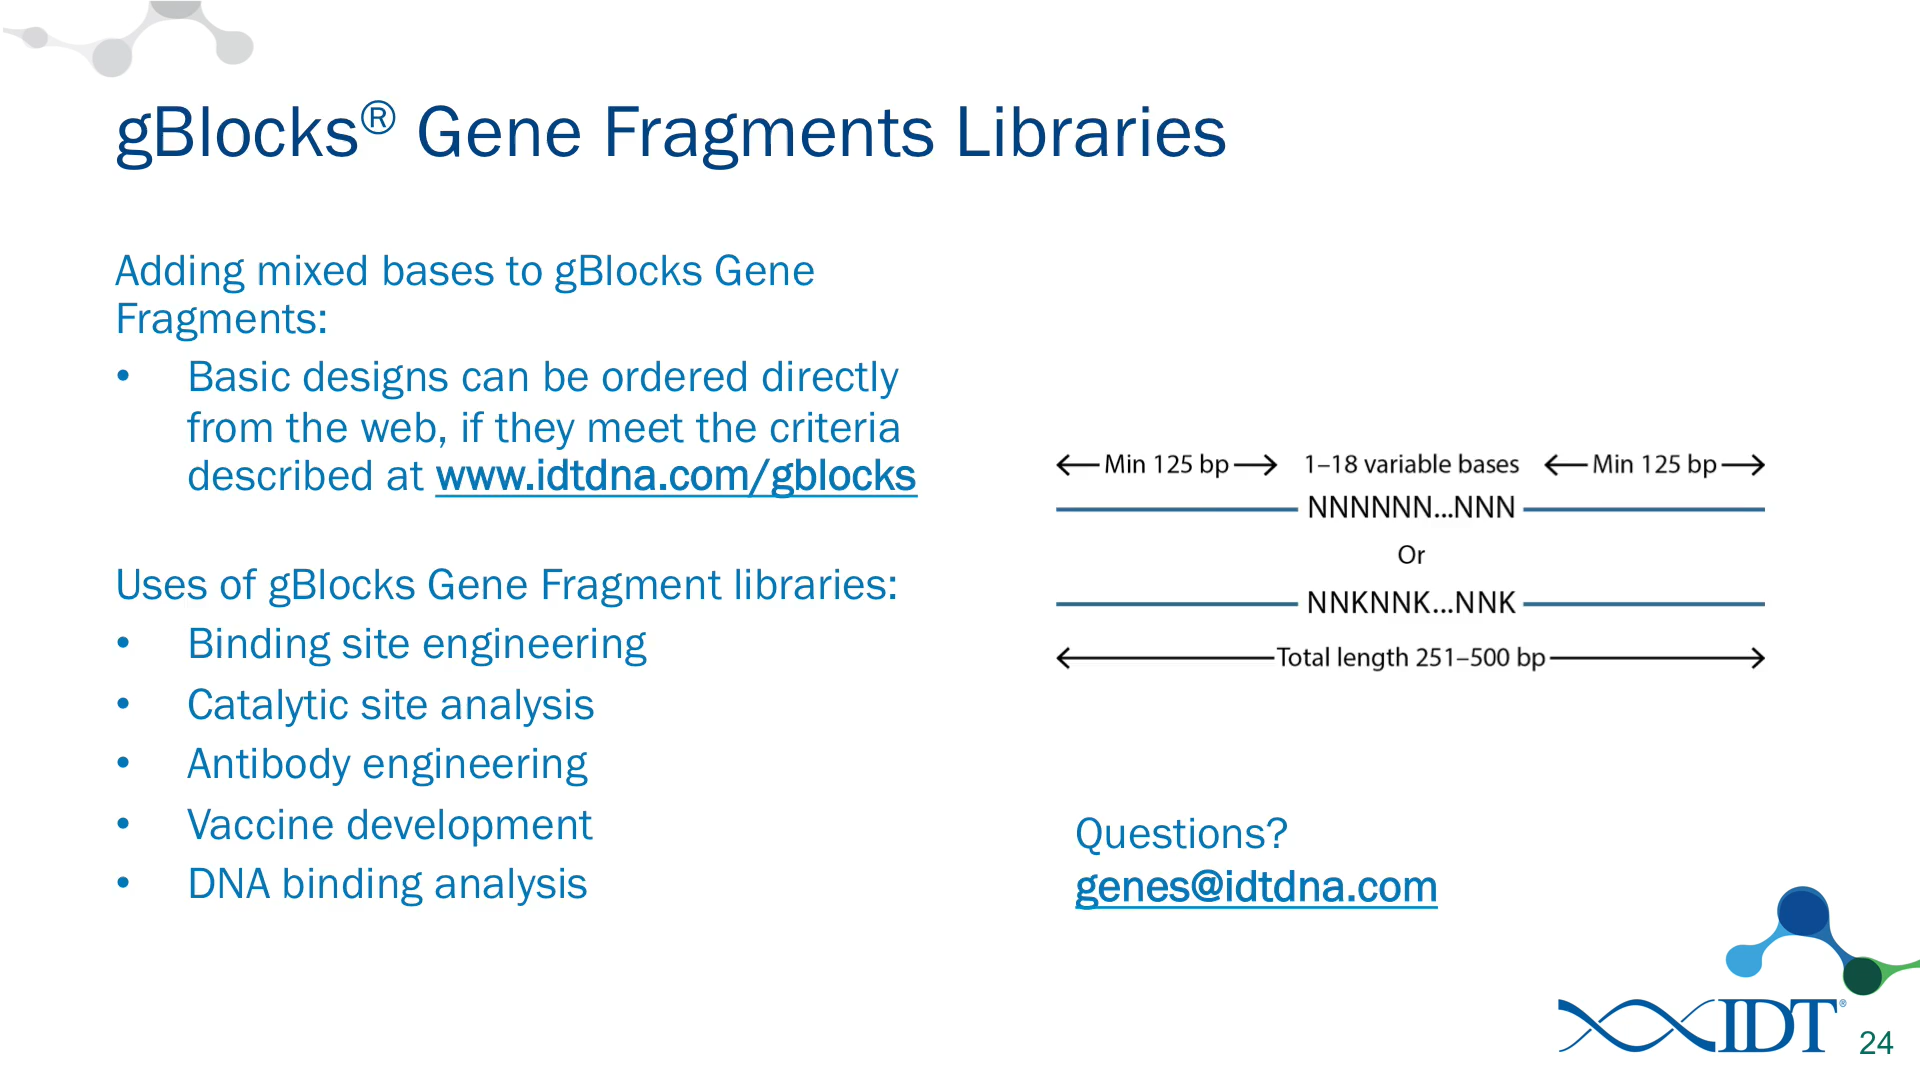 gBlocks® Gene Fragments Libraries
Adding mixed bases to gBlocks Gene
Fragments:
• Basic designs can be ordered directly
from the web, if they meet the criteria
described at www.idtdna.com/gblocks
Uses of gBlocks Gene Fragment libraries:
• Binding site engineering
• Catalytic site analysis
• Antibody engineering
• Vaccine development
• DNA binding analysis
Min 125 bp 1–18 variable bases Min 125 bp
NNNNNN...NNN
Or
NNKNNK...NNK
Total length 251–500 bp
Questions?
genes@idtdna.com
IDT®
24